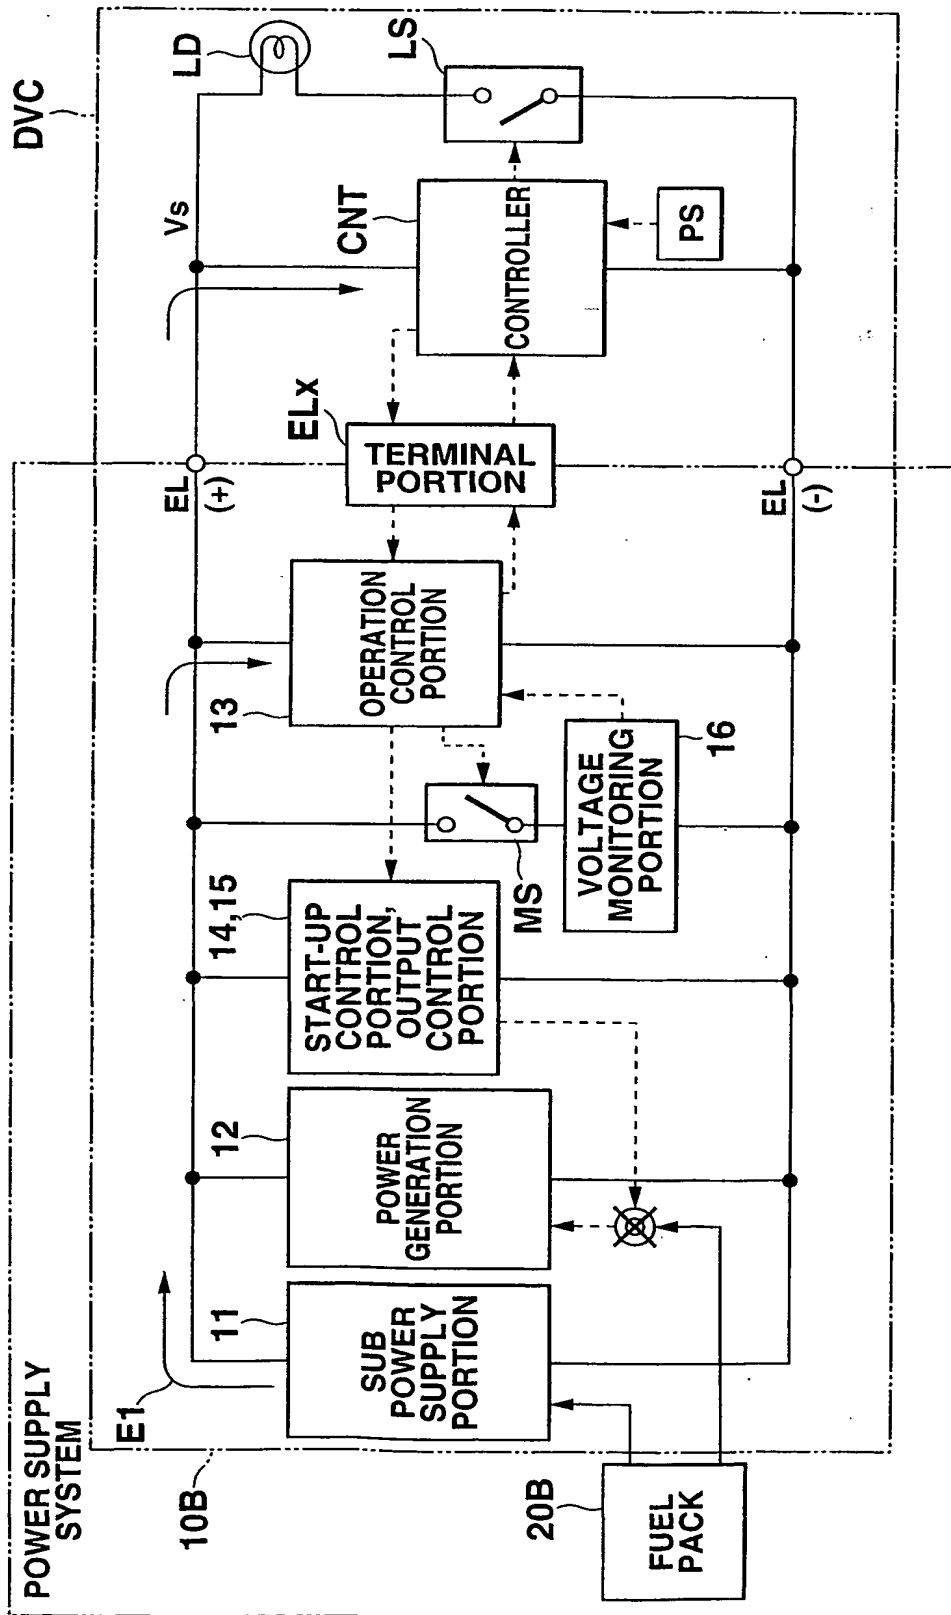 POWER SUPPLY
SYSTEM
DVC
10B
E1
11
12
14,15
13
EL
(+)
ELx
Vs
CNT
LD
LS
SUB
POWER
SUPPLY
PORTION
POWER
GENERATION
PORTION
START-UP
CONTROL
PORTION,
OUTPUT
CONTROL
PORTION
OPERATION
CONTROL
PORTION
TERMINAL
PORTION
CONTROLLER
PS
MS
VOLTAGE
MONITORING
PORTION
16
20B
FUEL
PACK
EL
(-)